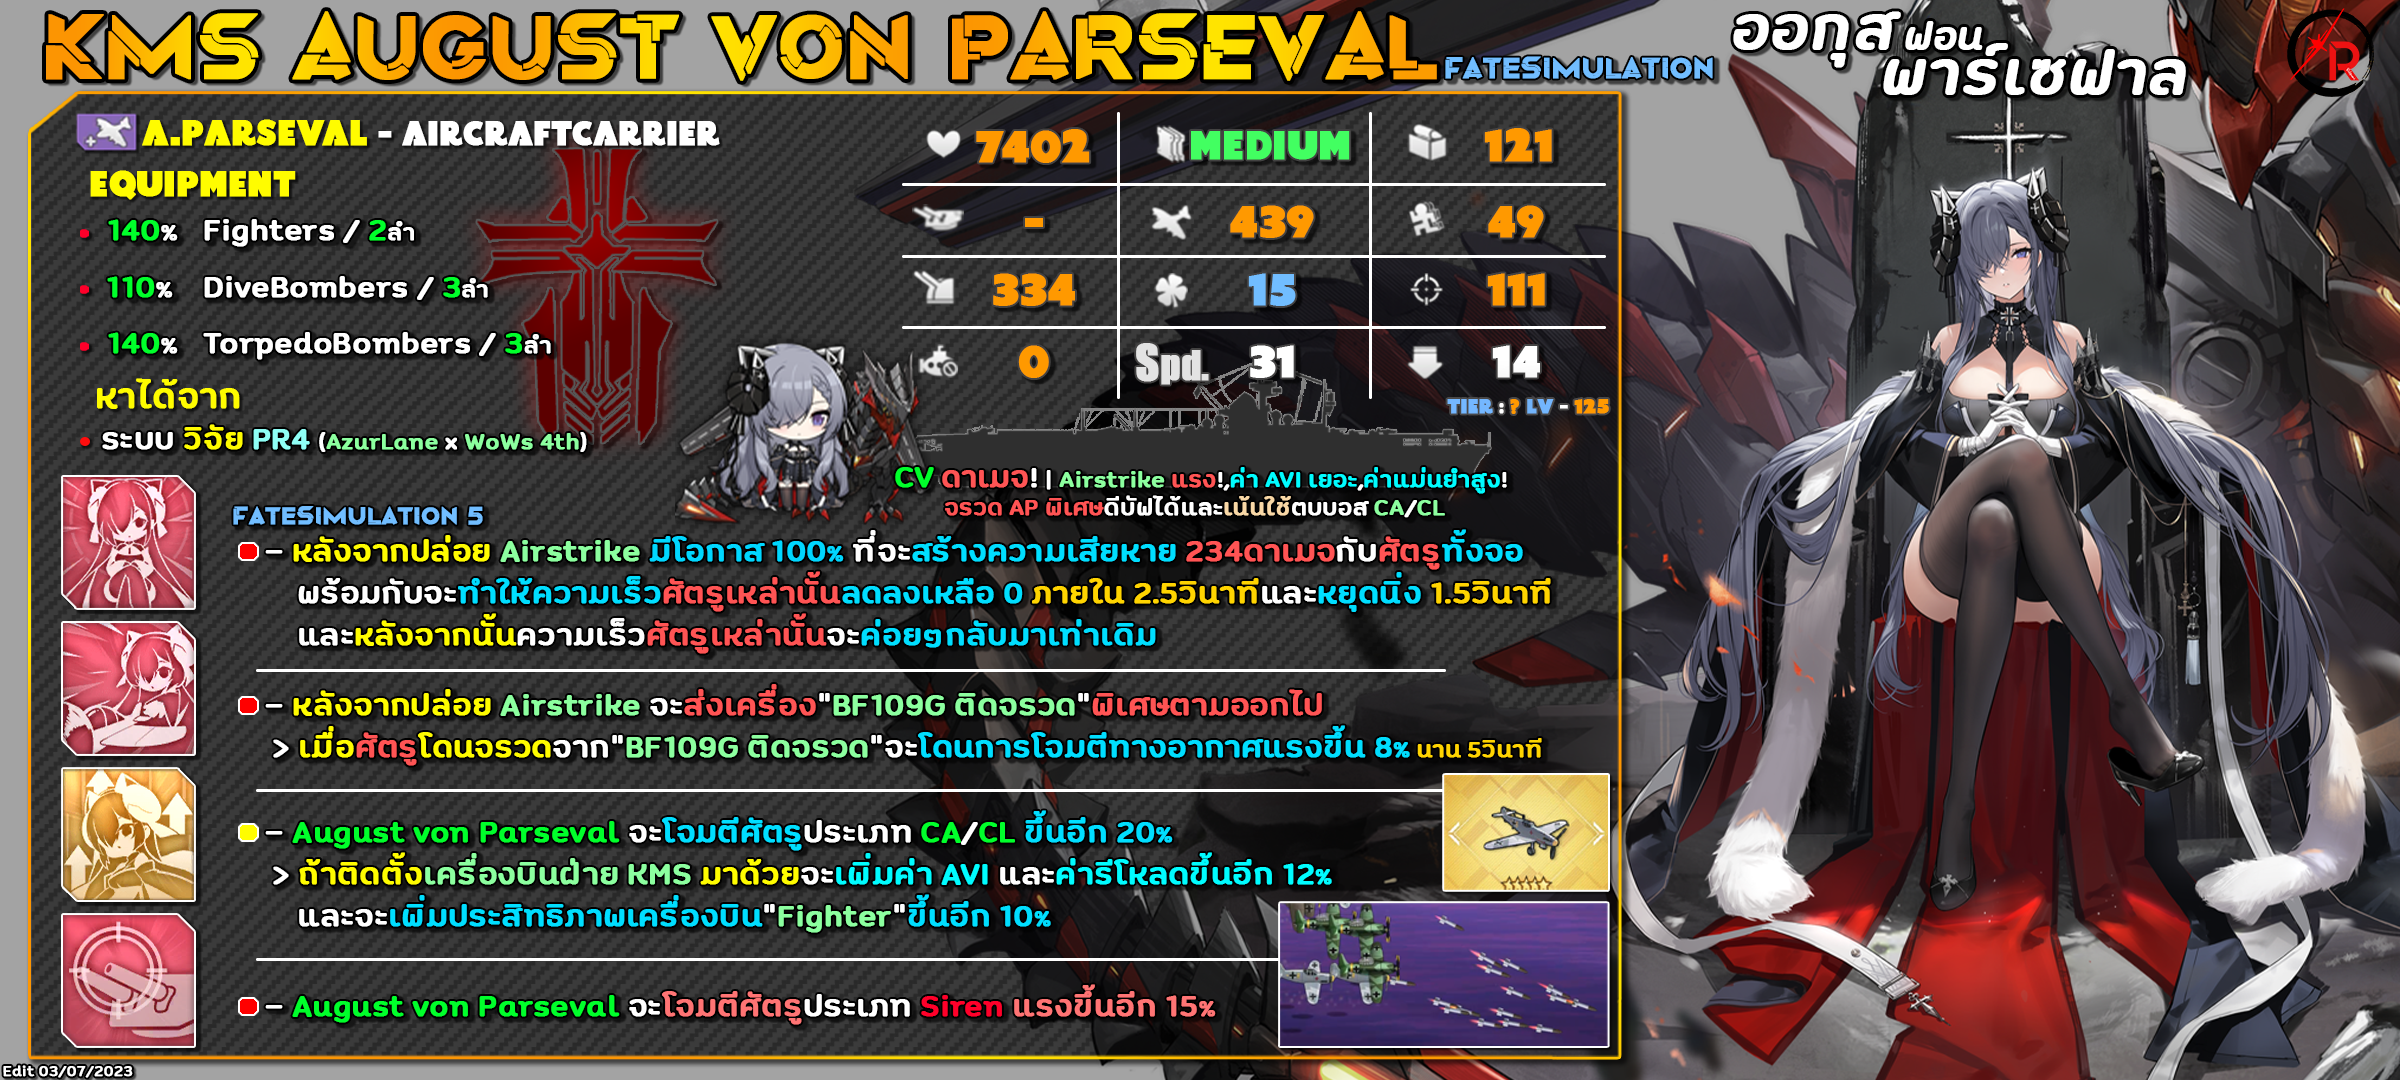 KMS AUGUST VON PARSEVAL FATESIMULATION
ออกุส ฟอน
พาร์เซฟาล
R
A.PARSEVAL - AIRCRAFTCARRIER
EQUIPMENT
140% Fighters / 2ลำ
110% DiveBombers / 3ลำ
140% TorpedoBombers / 3ลำ
หาได้จาก
ระบบ วิจัย PR4 (AzurLane x WoWs 4th)
7402 MEDIUM 121
- 439 49
334 15 111
0 Spd. 31 14
TIER : ? LV - 125
CV ดาเมจ! | Airstrike แรง!,ค่า AVI เยอะ,ค่าแม่นยำสูง!
จรวด AP พิเศษดีบัฟได้และเน้นใช้ตบบอส CA/CL
FATESIMULATION 5
- หลังจากปล่อย Airstrike มีโอกาส 100% ที่จะสร้างความเสียหาย 234ดาเมจกับศัตรูทั้งจอ
พร้อมกับจะทำให้ความเร็วศัตรูเหล่านั้นลดลงเหลือ 0 ภายใน 2.5วินาทีและหยุดนิ่ง 1.5วินาที
และหลังจากนั้นความเร็วศัตรูเหล่านั้นจะค่อยๆกลับมาเท่าเดิม
- หลังจากปล่อย Airstrike จะส่งเครื่อง"BF109G ติดจรวด"พิเศษตามออกไป
> เมื่อศัตรูโดนจรวดจาก"BF109G ติดจรวด"จะโดนการโจมตีทางอากาศแรงขึ้น 8% นาน 5วินาที
- August von Parseval จะโจมตีศัตรูประเภท CA/CL ขึ้นอีก 20%
> ถ้าติดตั้งเครื่องบินฝ่าย KMS มาด้วยจะเพิ่มค่า AVI และค่ารีโหลดขึ้นอีก 12%
และจะเพิ่มประสิทธิภาพเครื่องบิน"Fighter"ขึ้นอีก 10%
- August von Parseval จะโจมตีศัตรูประเภท Siren แรงขึ้นอีก 15%
Edit 03/07/2023